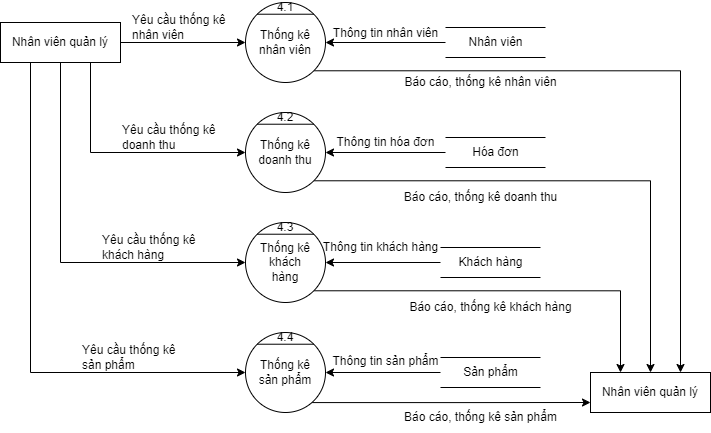 Yêu cầu thống kê
nhân viên
4.1
Thống kê
nhân viên
Thông tin nhân viên
Nhân viên
Nhân viên quản lý
Báo cáo, thống kê nhân viên
4.2
Yêu cầu thống kê
doanh thu
Thống kê
doanh thu
Thông tin hóa đơn
Hóa đơn
Báo cáo, thống kê doanh thu
4.3
Yêu cầu thống kê
khách hàng
Thống kê
khách
hàng
Thông tin khách hàng
Khách hàng
Báo cáo, thống kê khách hàng
4.4
Yêu cầu thống kê
sản phẩm
Thống kê
sản phẩm
Thông tin sản phẩm
Sản phẩm
Nhân viên quản lý
Báo cáo, thống kê sản phẩm